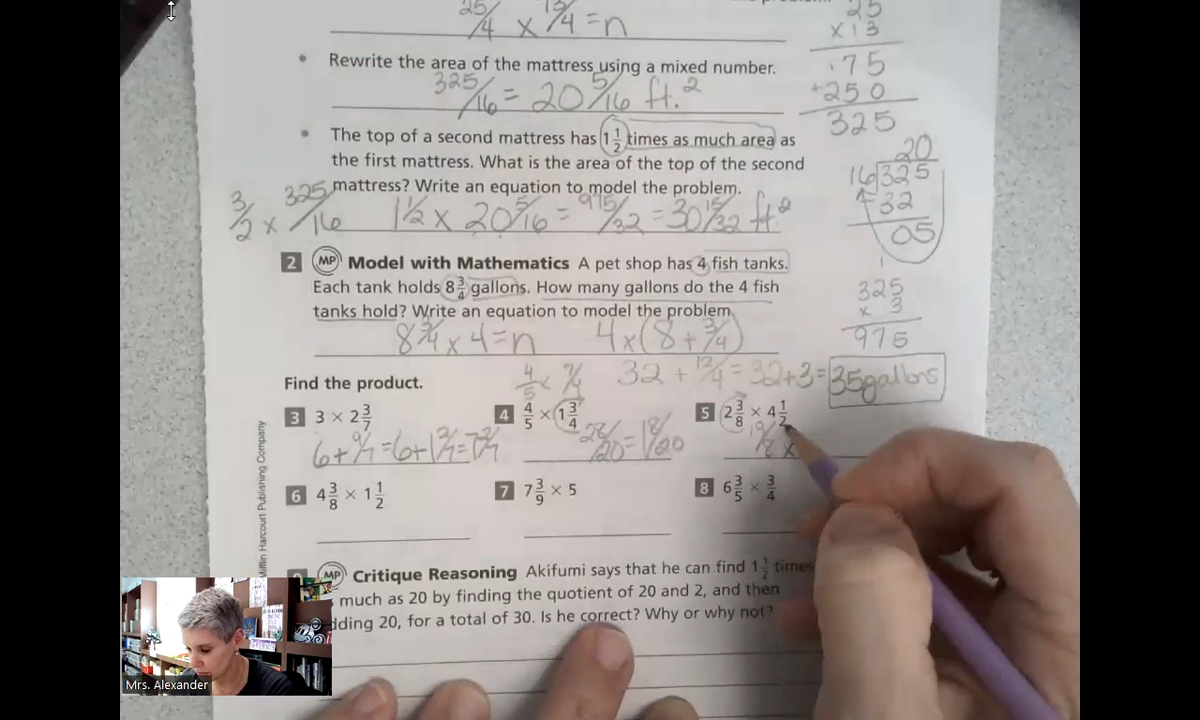 25/4 × 13/4 = n
25
× 13
75
+ 250
325
• Rewrite the area of the mattress using a mixed number.
325/16 = 20 5/16 ft.²
• The top of a second mattress has 1 1/2 times as much area as
the first mattress. What is the area of the top of the second
mattress? Write an equation to model the problem.
3/2 × 325/16
1 1/2 × 20 5/16 = 975/32 = 30 15/32 ft²
20
16 325
32
05
325
× 3
975
2 MP Model with Mathematics A pet shop has 4 fish tanks.
Each tank holds 8 3/4 gallons. How many gallons do the 4 fish
tanks hold? Write an equation to model the problem.
8 3/4 × 4 = n 4 × (8 + 3/4)
32 + 12/4 = 32 + 3 = 35 gallons
Find the product.
4/5 × 7/4
3 3 × 2 3/7 4 4/5 × 1 3/4 5 2 3/8 × 4 1/2
6 + 9/7 = 6 + 1 2/7 = 7 2/7 28/20 = 1 8/20 19/8 ×
6 4 3/8 × 1 1/2 7 7 3/9 × 5 8 6 3/5 × 3/4
MP Critique Reasoning Akifumi says that he can find 1 1/2 times
much as 20 by finding the quotient of 20 and 2, and then
dding 20, for a total of 30. Is he correct? Why or why not?
Mifflin Harcourt Publishing Company
Mrs. Alexander